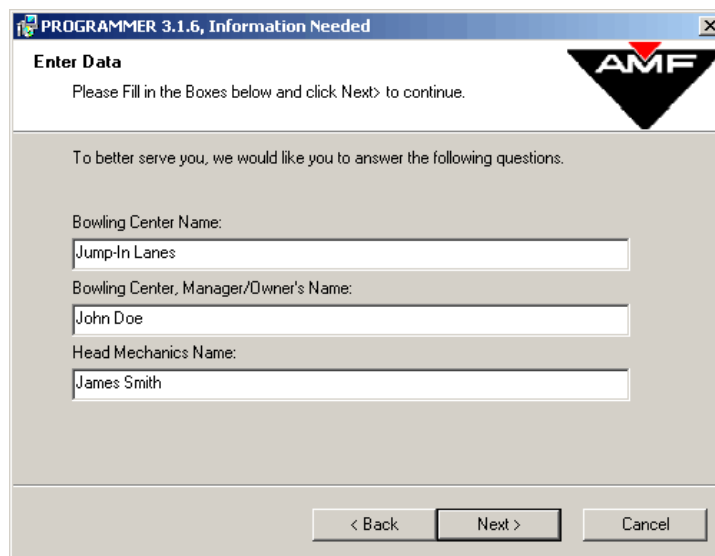 PROGRAMMER 3.1.6, Information Needed
Enter Data
Please Fill in the Boxes below and click Next> to continue.
AMF
To better serve you, we would like you to answer the following questions.
Bowling Center Name:
Jump-In Lanes
Bowling Center, Manager/Owner's Name:
John Doe
Head Mechanics Name:
James Smith
< Back
Next >
Cancel